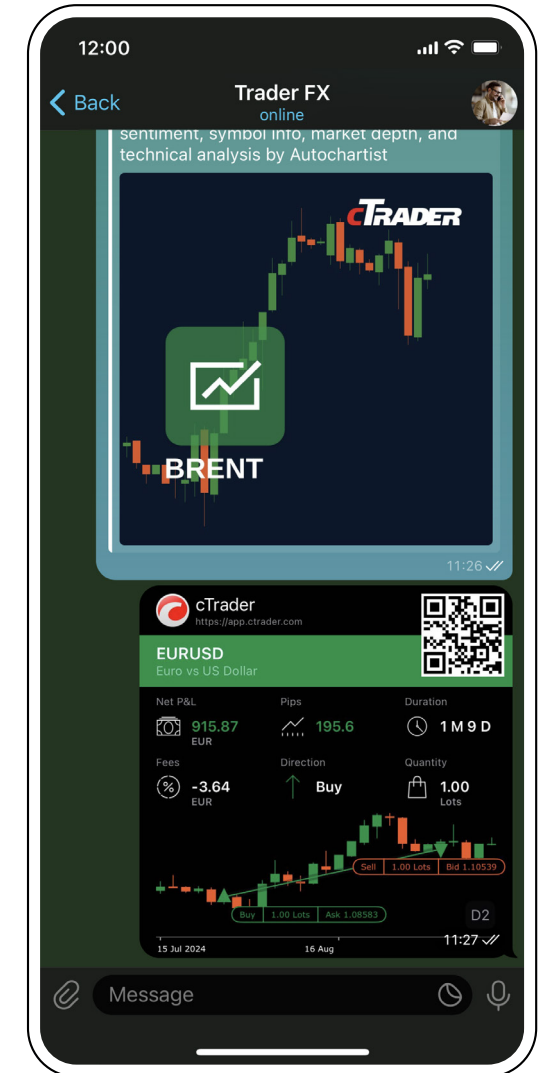 12:00
Back
Trader FX
online
sentiment, symbol info, market depth, and
technical analysis by Autochartist
cTRADER
BRENT
11:26
cTrader
https://app.ctrader.com
EURUSD
Euro vs US Dollar
Net P&L
Pips
Duration
915.87
EUR
195.6
1 M 9 D
Fees
Direction
Quantity
-3.64
EUR
Buy
1.00
Lots
Sell 1.00 Lots Bid 1.10539
Buy 1.00 Lots Ask 1.08583
D2
15 Jul 2024
16 Aug
11:27
Message